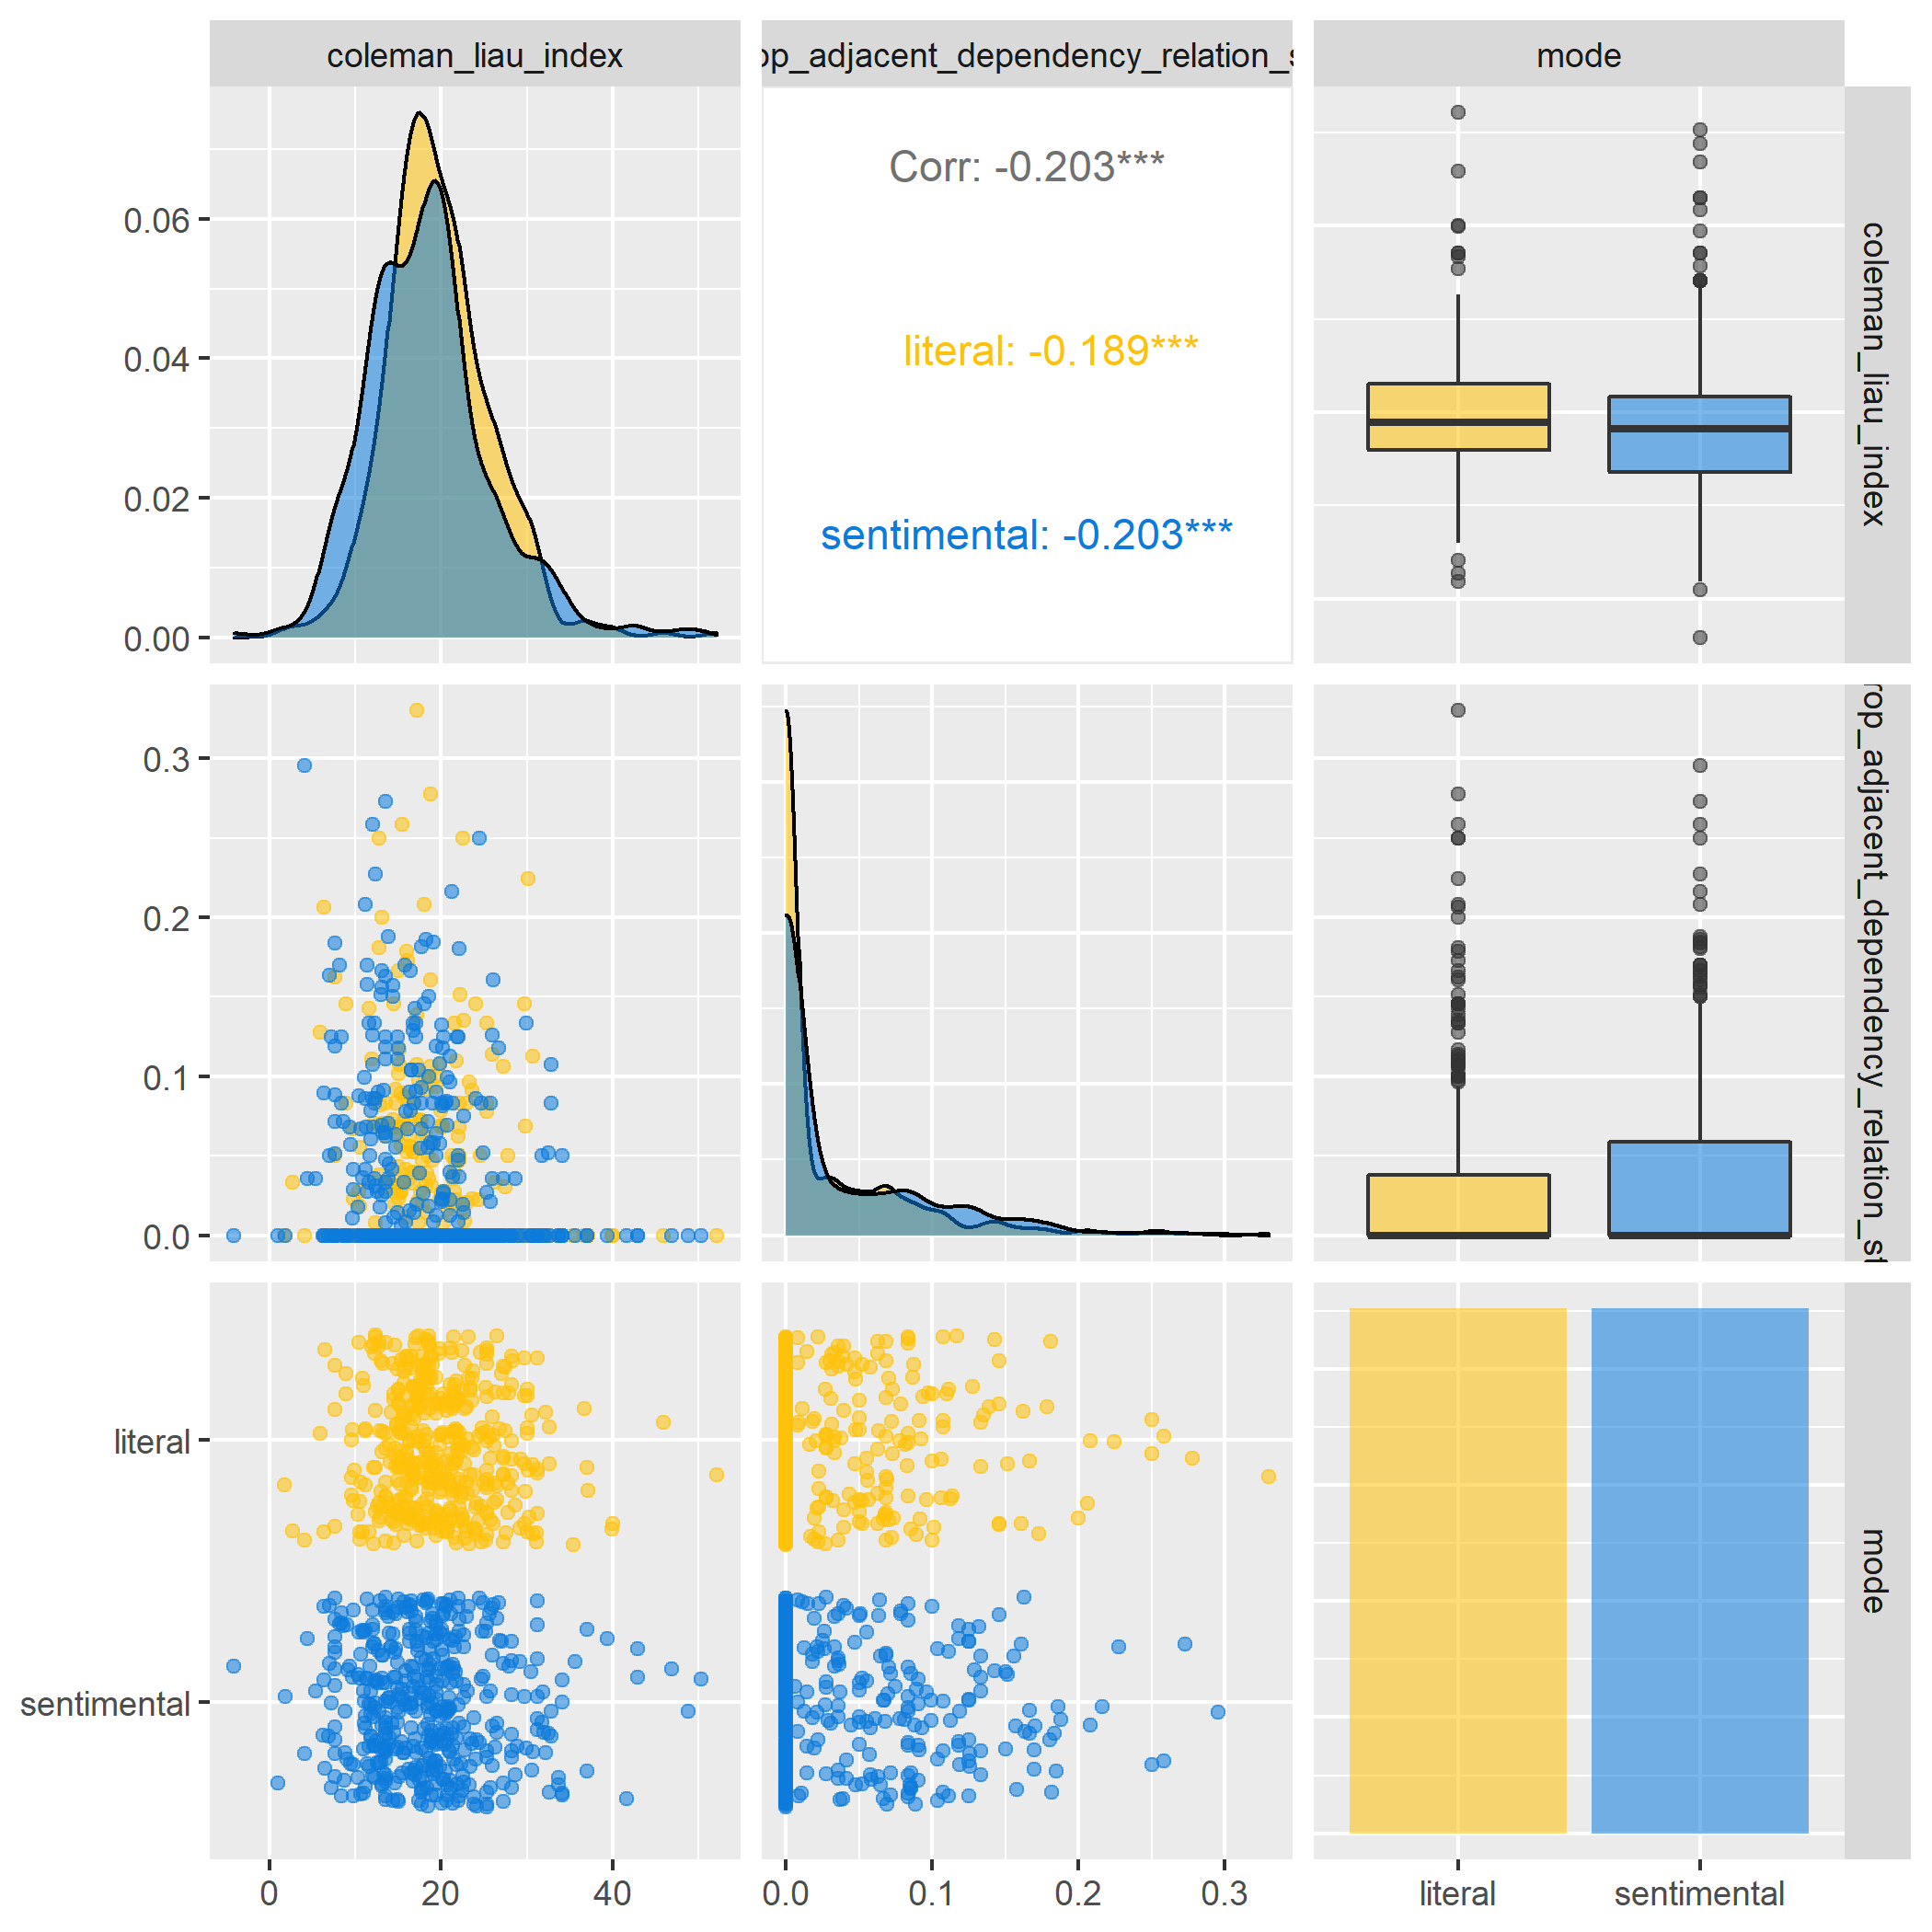 coleman_liau_index
op_adjacent_dependency_relation_s
mode
0.06
0.04
0.02
0.00
Corr: -0.203***
literal: -0.189***
sentimental: -0.203***
coleman_liau_index
0.3
0.2
0.1
0.0
rop_adjacent_dependency_relation_st
literal
sentimental
mode
0 20 40
0.0 0.1 0.2 0.3
literal sentimental